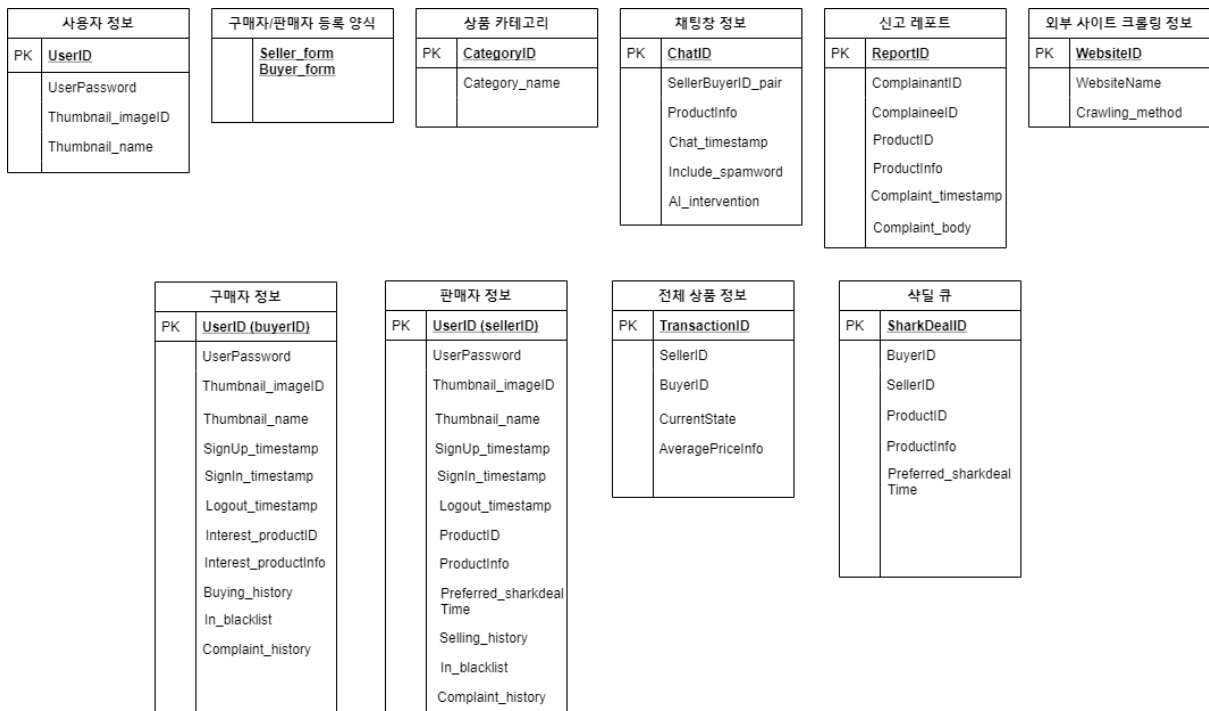 사용자 정보
PK UserID
UserPassword
Thumbnail_imageID
Thumbnail_name
구매자/판매자 등록 양식
Seller_form
Buyer_form
상품 카테고리
PK CategoryID
Category_name
채팅창 정보
PK ChatID
SellerBuyerID_pair
ProductInfo
Chat_timestamp
Include_spamword
AI_intervention
신고 레포트
PK ReportID
ComplainantID
ComplaineeID
ProductID
ProductInfo
Complaint_timestamp
Complaint_body
외부 사이트 크롤링 정보
PK WebsiteID
WebsiteName
Crawling_method
구매자 정보
PK UserID (buyerID)
UserPassword
Thumbnail_imageID
Thumbnail_name
SignUp_timestamp
SignIn_timestamp
Logout_timestamp
Interest_productID
Interest_productInfo
Buying_history
In_blacklist
Complaint_history
판매자 정보
PK UserID (sellerID)
UserPassword
Thumbnail_imageID
Thumbnail_name
SignUp_timestamp
SignIn_timestamp
Logout_timestamp
ProductID
ProductInfo
Preferred_sharkdeal
Time
Selling_history
In_blacklist
Complaint_history
전체 상품 정보
PK TransactionID
SellerID
BuyerID
CurrentState
AveragePriceInfo
샥딜 큐
PK SharkDealID
BuyerID
SellerID
ProductID
ProductInfo
Preferred_sharkdeal
Time